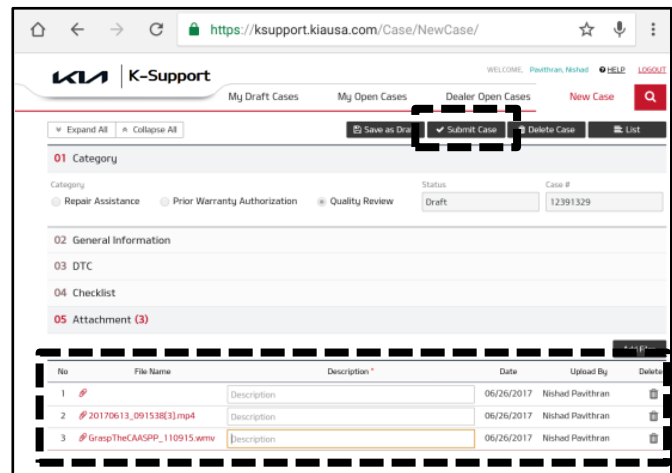 https://ksupport.kiausa.com/Case/NewCase/
WELCOME, Pavithran, Nishad HELP LOGOUT
KIA K-Support
My Draft Cases My Open Cases Dealer Open Cases New Case
Expand All Collapse All Save as Dra Submit Case Delete Case List
01 Category
Category Status Case #
Repair Assistance Prior Warranty Authorization Quality Review Draft 12391329
02 General Information
03 DTC
04 Checklist
05 Attachment (3)
No File Name Description * Date Upload By Delete
1 Description 06/26/2017 Nishad Pavithran
2 20170613_091538[3].mp4 Description 06/26/2017 Nishad Pavithran
3 GraspTheCAASPP_110915.wmv Description 06/26/2017 Nishad Pavithran